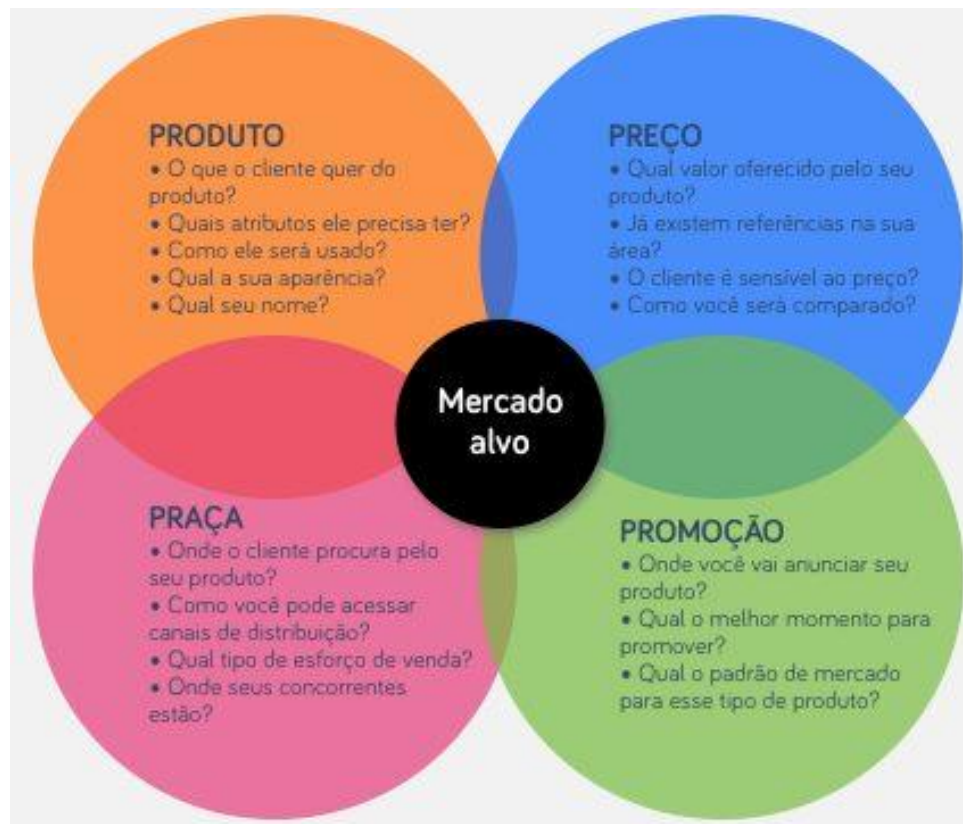 PRODUTO
• O que o cliente quer do
produto?
• Quais atributos ele precisa ter?
• Como ele será usado?
• Qual a sua aparência?
• Qual seu nome?
PREÇO
• Qual valor oferecido pelo seu
produto?
• Já existem referências na sua
área?
• O cliente é sensível ao preço?
• Como você será comparado?
Mercado
alvo
PRAÇA
• Onde o cliente procura pelo
seu produto?
• Como você pode acessar
canais de distribuição?
• Qual tipo de esforço de venda?
• Onde seus concorrentes
estão?
PROMOÇÃO
• Onde você vai anunciar seu
produto?
• Qual o melhor momento para
promover?
• Qual o padrão de mercado
para esse tipo de produto?